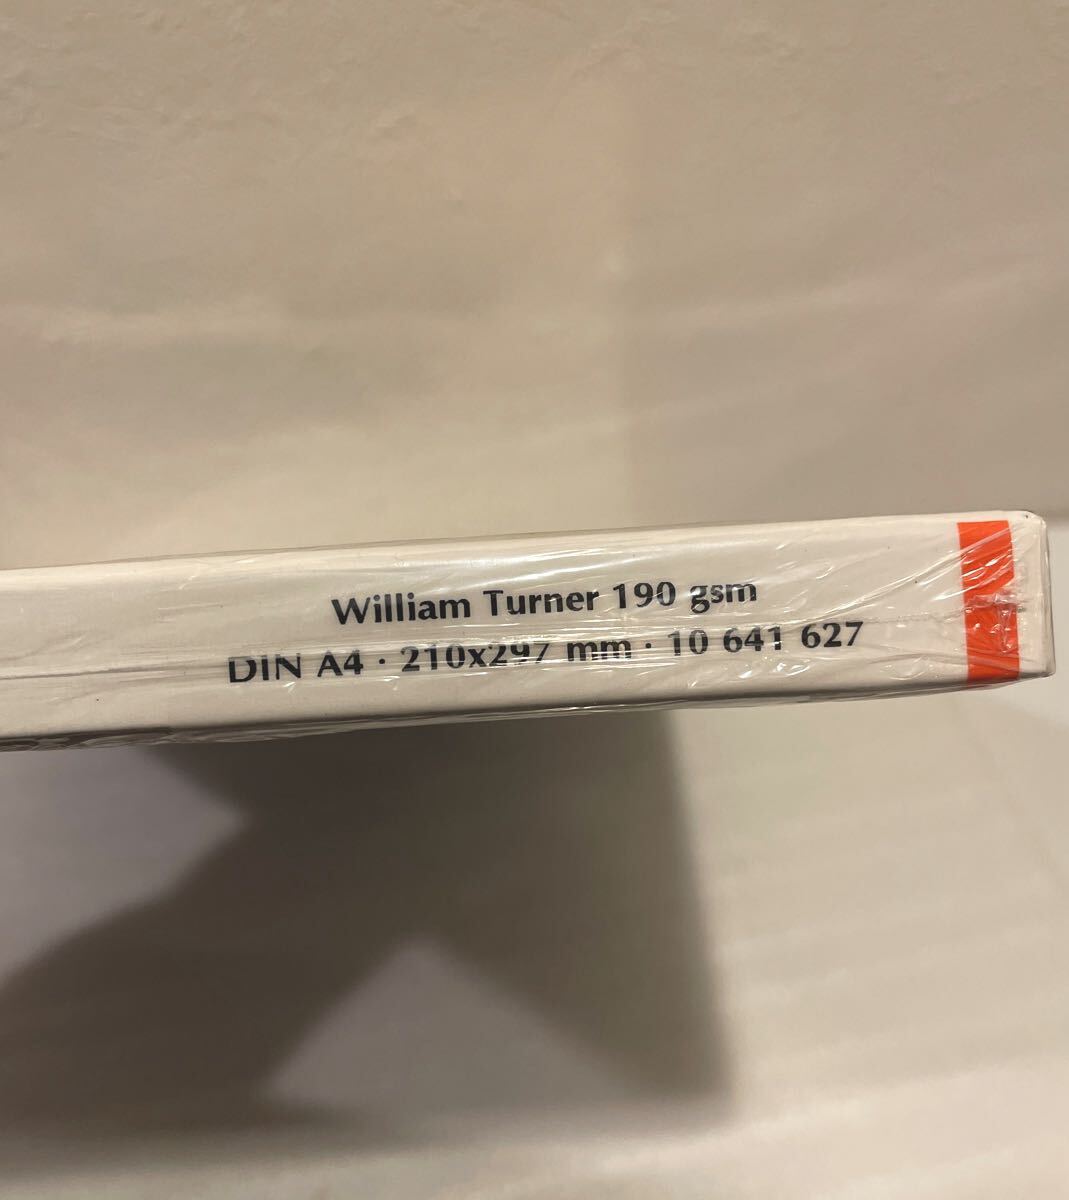 William Turner 190 gsm
DIN A4 · 210x297 mm · 10 641 627